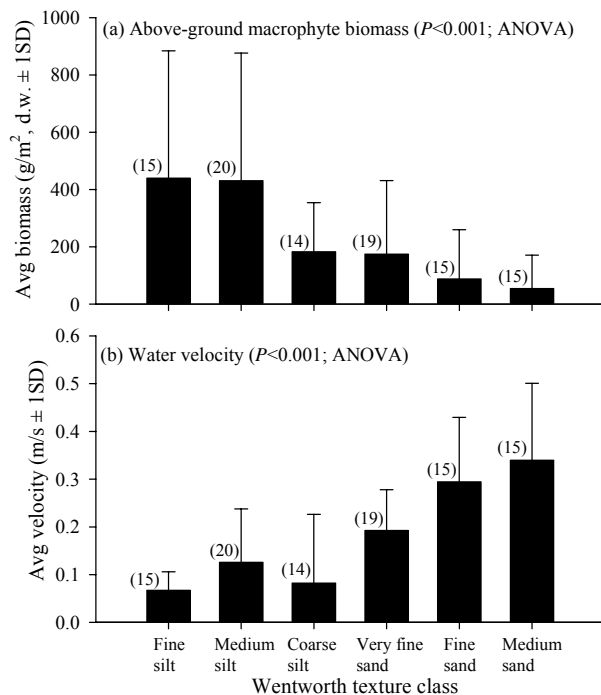 (a) Above-ground macrophyte biomass (P<0.001; ANOVA)
Avg biomass (g/m², d.w. ± 1SD)
1000
800
600
400
200
0
(15)
(20)
(14)
(19)
(15)
(15)
(b) Water velocity (P<0.001; ANOVA)
Avg velocity (m/s ± 1SD)
0.6
0.5
0.4
0.3
0.2
0.1
0.0
(15)
(20)
(14)
(19)
(15)
(15)
Fine
silt
Medium
silt
Coarse
silt
Very fine
sand
Fine
sand
Medium
sand
Wentworth texture class